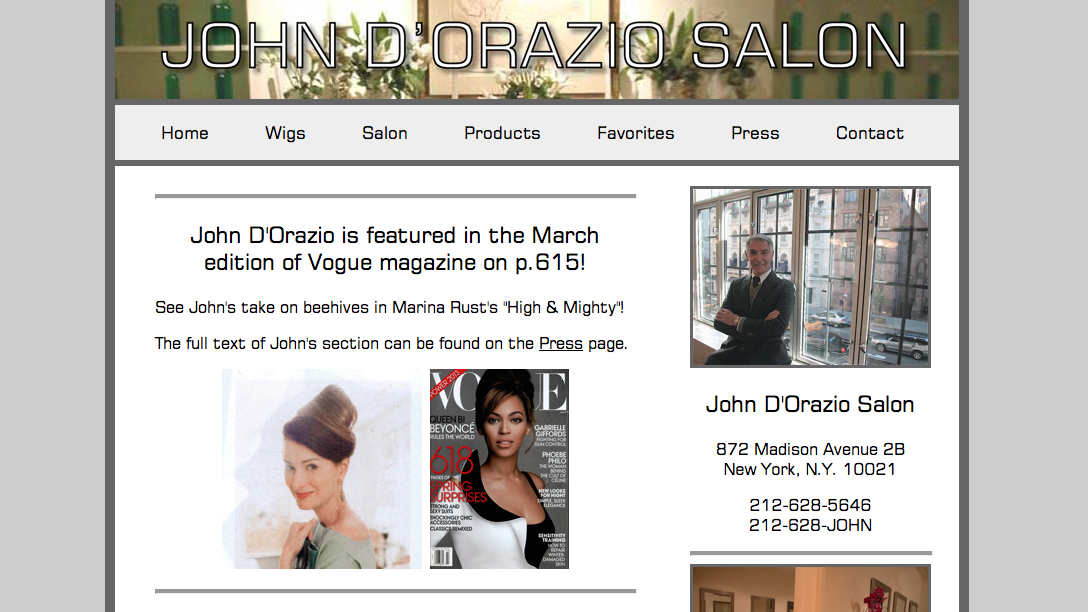 JOHN D'ORAZIO SALON
Home Wigs Salon Products Favorites Press Contact
John D'Orazio is featured in the March
edition of Vogue magazine on p.615!
See John's take on beehives in Marina Rust's "High & Mighty"!
The full text of John's section can be found on the Press page.
POWER 2013
VOGUE
QUEEN B!
BEYONCÉ
RULES THE WORLD
618
PAGES OF
SPRING
SURPRISES
STRONG AND
SEXY SUITS
SHOCKINGLY CHIC
ACCESSORIES
CLASSICS REMIXED
GABRIELLE
GIFFORDS
FIGHTING FOR
GUN CONTROL
PHOEBE
PHILO
THE WOMAN
BEHIND
THE CULT OF
CÉLINE
NEW LOOKS
FOR NIGHT
SIMPLE, SLEEK
ELEGANCE
SENSITIVITY
TRAINING
HOW TO
REPAIR
WINTER-
DAMAGED
SKIN
John D'Orazio Salon
872 Madison Avenue 2B
New York, N.Y. 10021
212-628-5646
212-628-JOHN